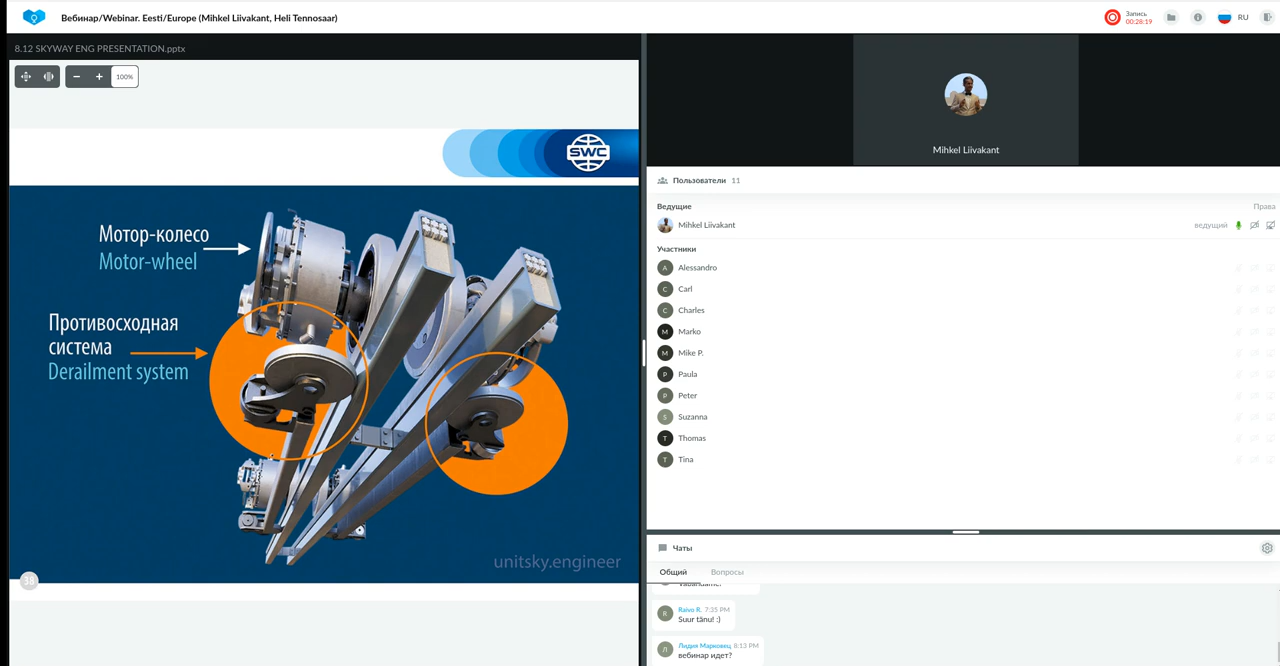 Вебинар/Webinar. Eesti/Europe (Mihkel Liivakant, Heli Tennosaar)
Запись
00:28:19
RU
8.12 SKYWAY ENG PRESENTATION.pptx
100%
SWC
Мотор-колесо
Motor-wheel
Противосходная
система
Derailment system
unitsky.engineer
38
Mihkel Liivakant
Пользователи 11
Ведущие Права
Mihkel Liivakant ведущий
Участники
A Alessandro
C Carl
C Charles
M Marko
M Mike P.
P Paula
P Peter
S Suzanna
T Thomas
T Tina
Чаты
Общий Вопросы
R Raivo R. 7:35 PM
Suur tänu! :)
Л Лидия Марковец 8:13 PM
вебинар идет?